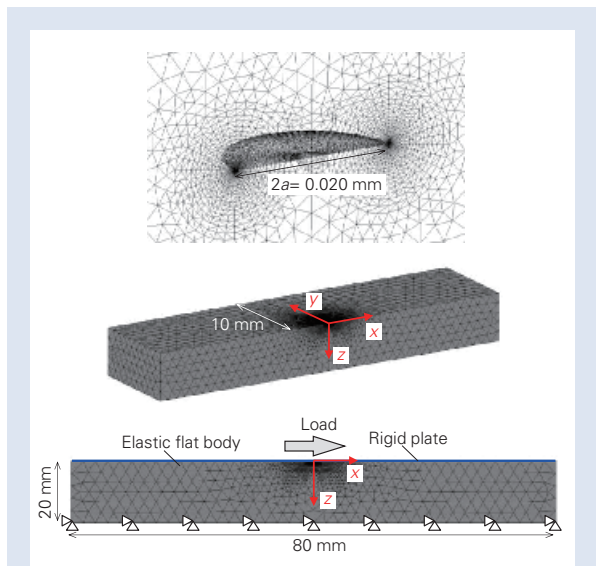 2a= 0.020 mm
y
10 mm
x
z
Load
Elastic flat body
Rigid plate
x
20 mm
z
80 mm